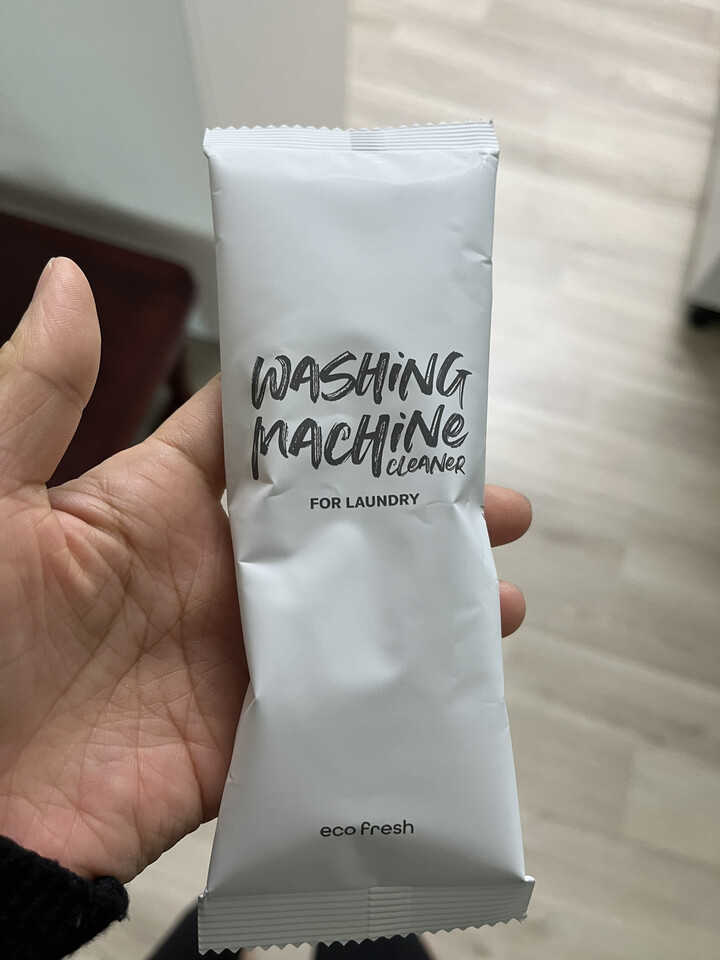 WASHiNG
MACHiNe
CLeANeR
FOR LAUNDRY
eco fresh